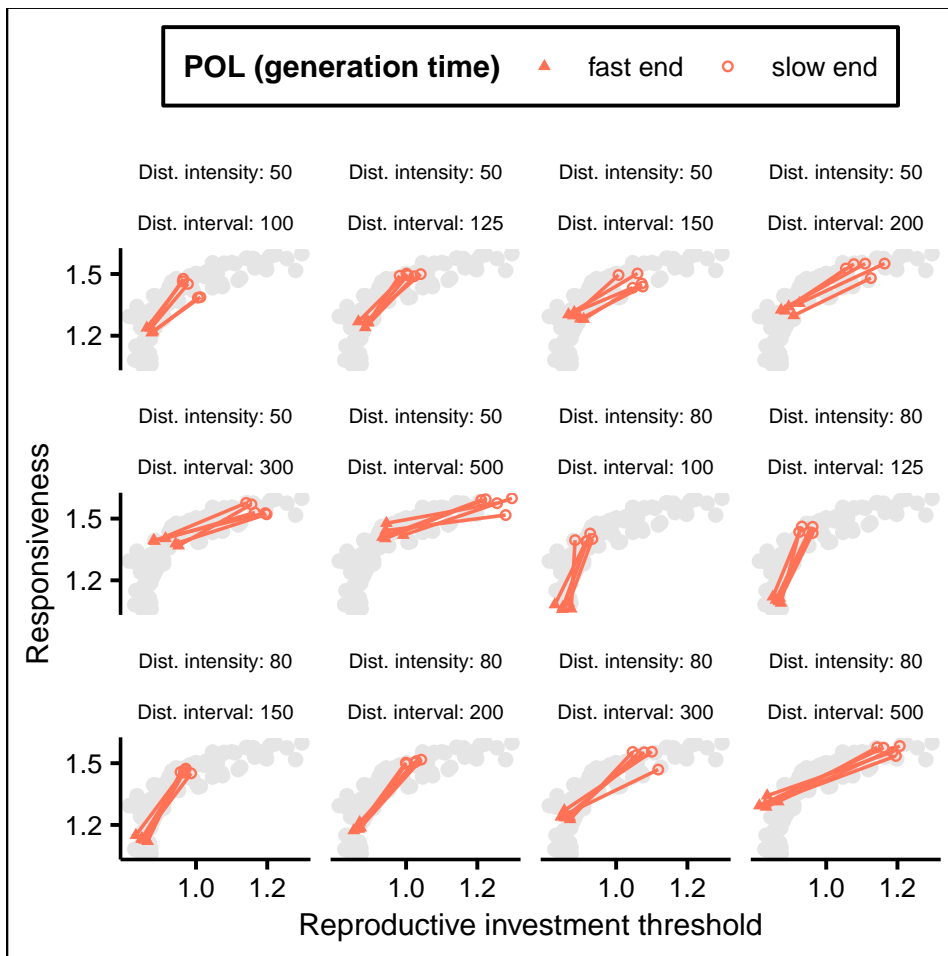 POL (generation time) fast end slow end
Dist. intensity: 50 Dist. intensity: 50 Dist. intensity: 50 Dist. intensity: 50
Dist. interval: 100 Dist. interval: 125 Dist. interval: 150 Dist. interval: 200
1.5
1.2
Dist. intensity: 50 Dist. intensity: 50 Dist. intensity: 80 Dist. intensity: 80
Dist. interval: 300 Dist. interval: 500 Dist. interval: 100 Dist. interval: 125
1.5
1.2
Responsiveness
Dist. intensity: 80 Dist. intensity: 80 Dist. intensity: 80 Dist. intensity: 80
Dist. interval: 150 Dist. interval: 200 Dist. interval: 300 Dist. interval: 500
1.5
1.2
1.0 1.2 1.0 1.2 1.0 1.2 1.0 1.2
Reproductive investment threshold